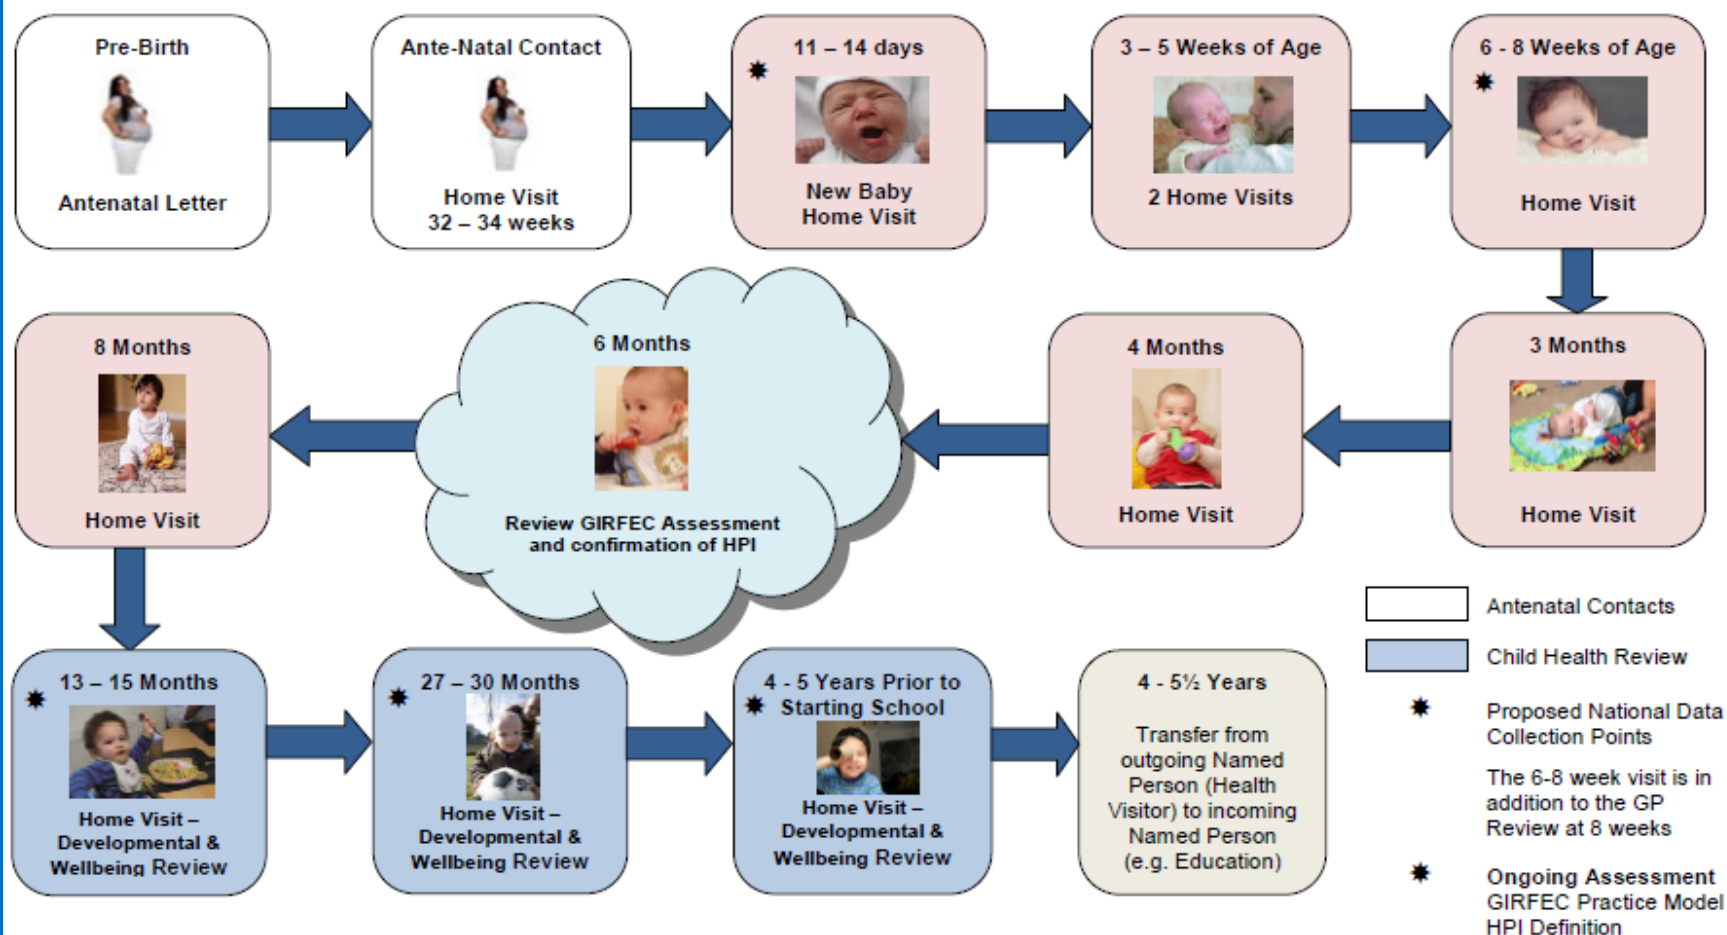 Pre-Birth
Antenatal Letter
Ante-Natal Contact
Home Visit
32 – 34 weeks
11 – 14 days
New Baby
Home Visit
3 – 5 Weeks of Age
2 Home Visits
6 - 8 Weeks of Age
Home Visit
3 Months
Home Visit
4 Months
Home Visit
6 Months
Review GIRFEC Assessment
and confirmation of HPI
8 Months
Home Visit
13 – 15 Months
Home Visit –
Developmental &
Wellbeing Review
27 – 30 Months
Home Visit –
Developmental &
Wellbeing Review
4 - 5 Years Prior to
Starting School
Home Visit –
Developmental &
Wellbeing Review
4 - 5½ Years
Transfer from
outgoing Named
Person (Health
Visitor) to incoming
Named Person
(e.g. Education)
Antenatal Contacts
Child Health Review
Proposed National Data
Collection Points
The 6-8 week visit is in
addition to the GP
Review at 8 weeks
Ongoing Assessment
GIRFEC Practice Model
HPI Definition